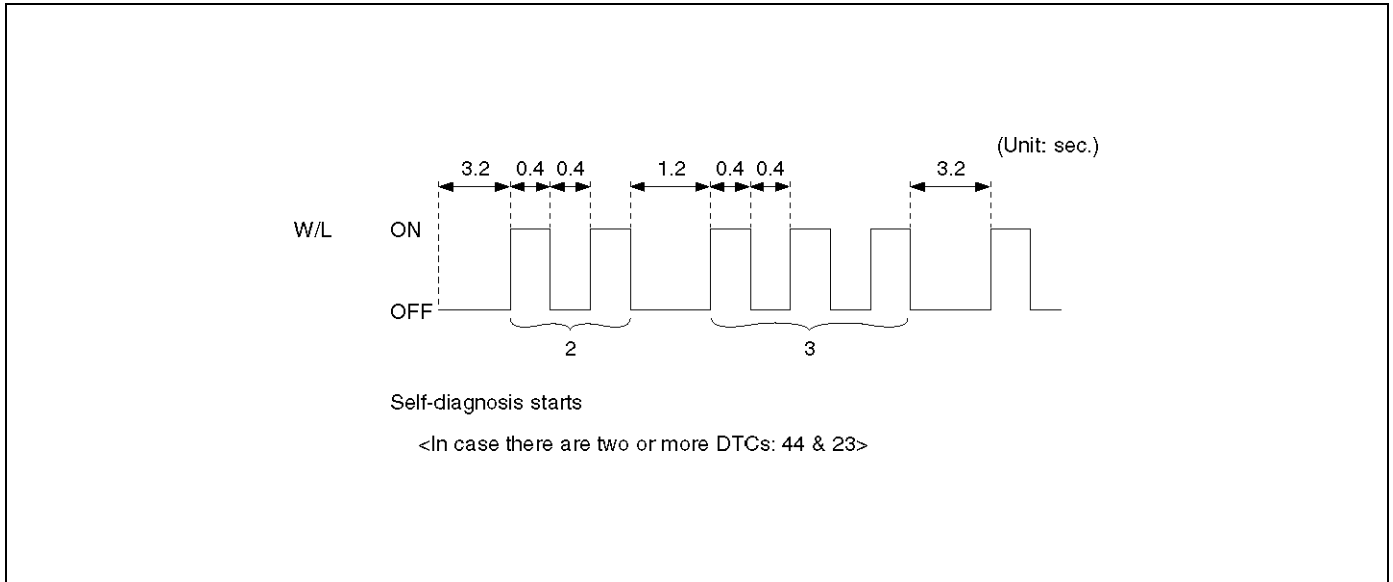 (Unit: sec.)
3.2 0.4 0.4 1.2 0.4 0.4 3.2
W/L ON
OFF
2 3
Self-diagnosis starts
<In case there are two or more DTCs: 44 & 23>